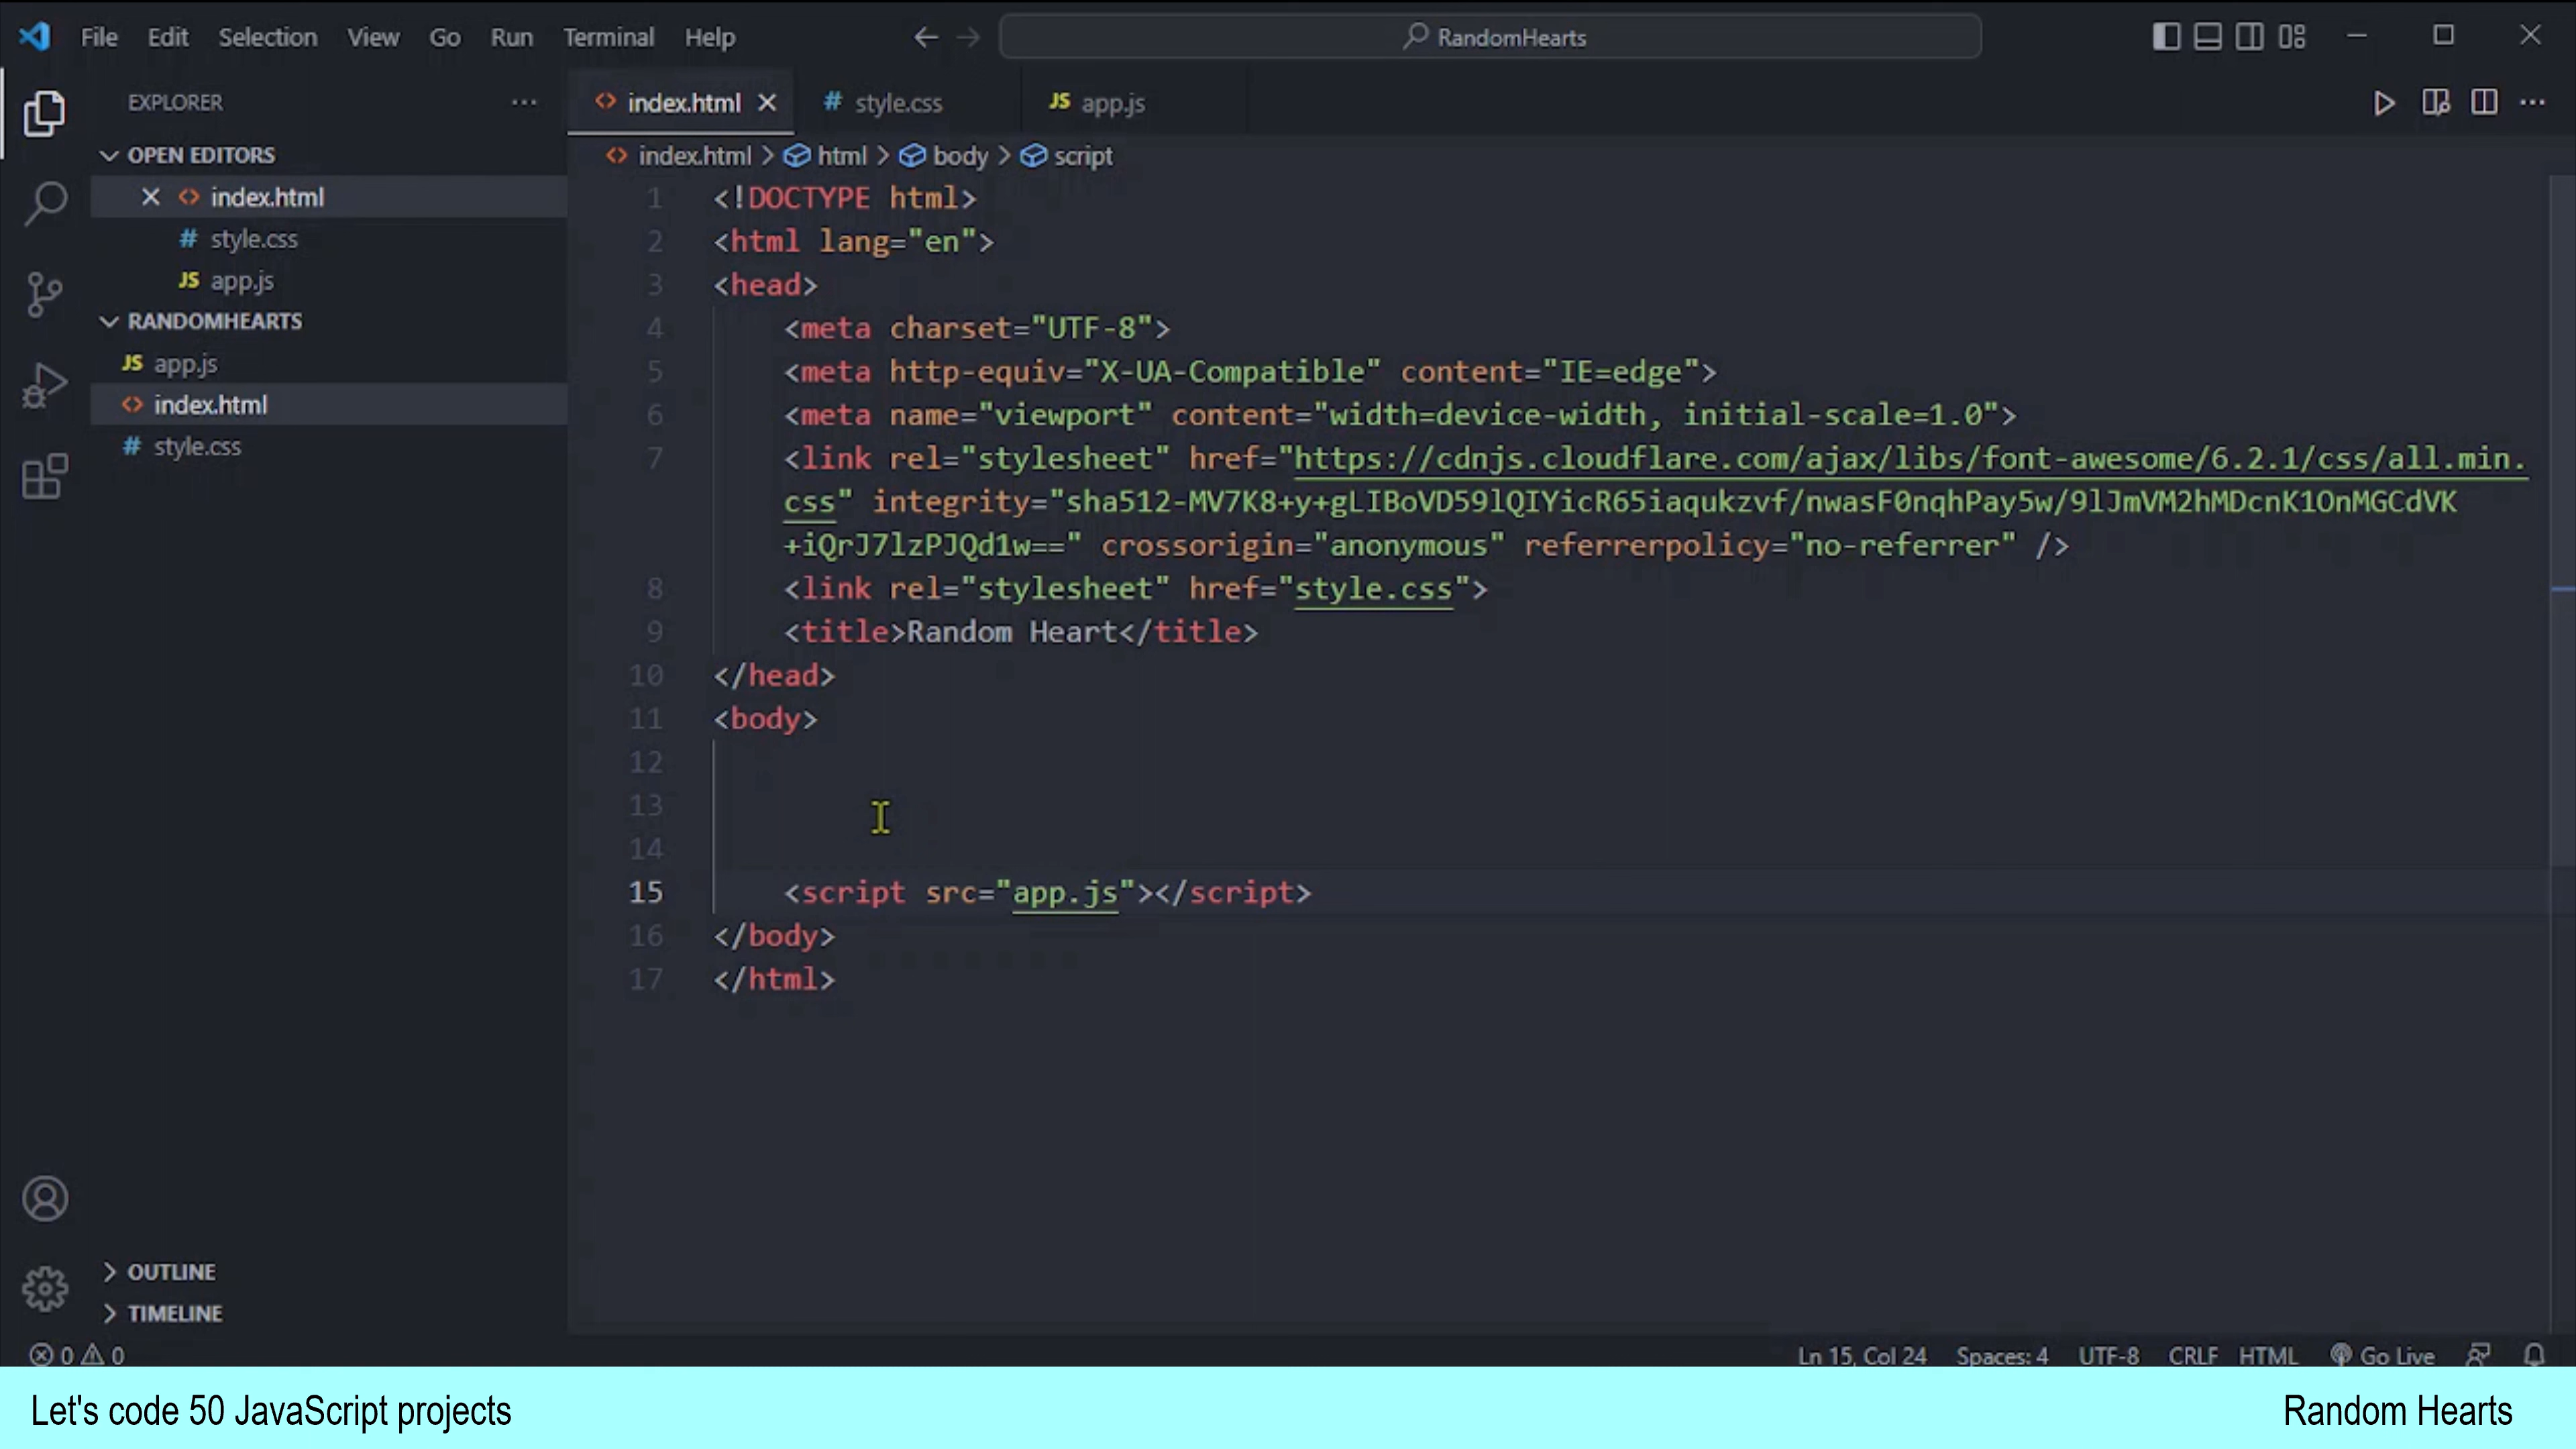 File Edit Selection View Go Run Terminal Help RandomHearts
EXPLORER
OPEN EDITORS
index.html
style.css
app.js
RANDOMHEARTS
app.js
index.html
style.css
OUTLINE
TIMELINE
index.html style.css app.js
index.html > html > body > script
1 <!DOCTYPE html>
2 <html lang="en">
3 <head>
4 <meta charset="UTF-8">
5 <meta http-equiv="X-UA-Compatible" content="IE=edge">
6 <meta name="viewport" content="width=device-width, initial-scale=1.0">
7 <link rel="stylesheet" href="https://cdnjs.cloudflare.com/ajax/libs/font-awesome/6.2.1/css/all.min.
css" integrity="sha512-MV7K8+y+gLIBoVD59lQIYicR65iaqukzvf/nwasF0nqhPay5w/9lJmVM2hMDcnK1OnMGCdVK
+iQrJ7lzPJQd1w==" crossorigin="anonymous" referrerpolicy="no-referrer" />
8 <link rel="stylesheet" href="style.css">
9 <title>Random Heart</title>
10 </head>
11 <body>
12
13
14
15 <script src="app.js"></script>
16 </body>
17 </html>
0 0 Ln 15, Col 24 Spaces: 4 UTF-8 CRLF HTML Go Live
Let's code 50 JavaScript projects Random Hearts